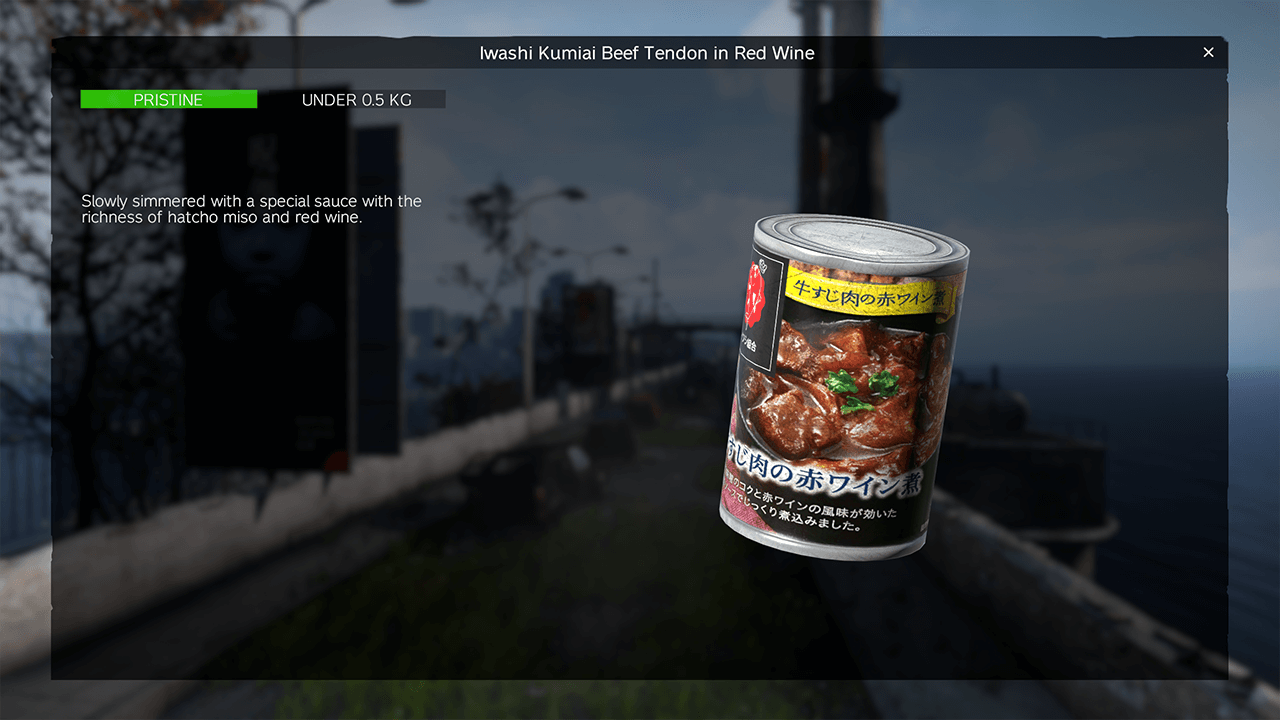 Iwashi Kumiai Beef Tendon in Red Wine
×
PRISTINE
UNDER 0.5 KG
Slowly simmered with a special sauce with the
richness of hatcho miso and red wine.
牛すじ肉の赤ワイン煮
組合
すじ肉の赤ワイン煮
のコクと赤ワインの風味が効いた
でじっくり煮込みました。